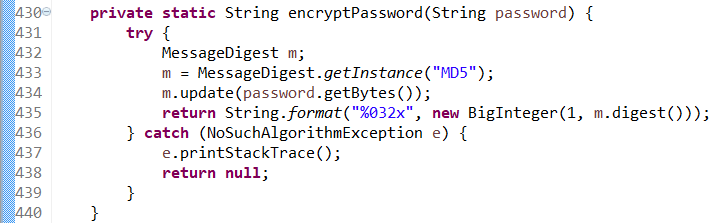 430 private static String encryptPassword(String password) {
431 try {
432 MessageDigest m;
433 m = MessageDigest.getInstance("MD5");
434 m.update(password.getBytes());
435 return String.format("%032x", new BigInteger(1, m.digest()));
436 } catch (NoSuchAlgorithmException e) {
437 e.printStackTrace();
438 return null;
439 }
440 }